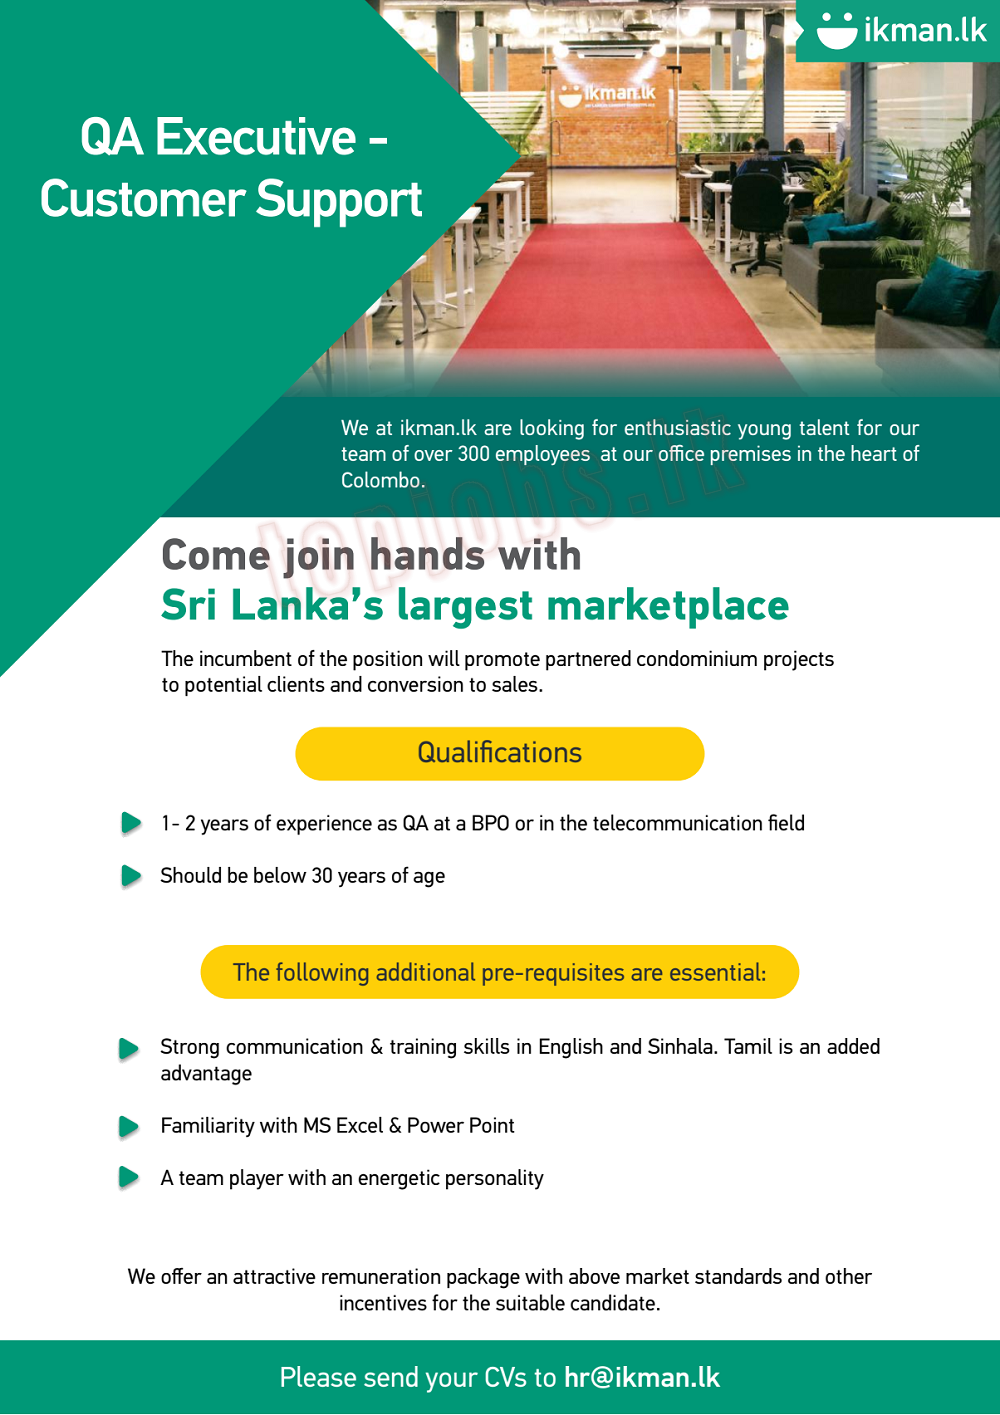 ikman.lk
ikman.lk
QA Executive -
Customer Support
We at ikman.lk are looking for enthusiastic young talent for our
team of over 300 employees  at our office premises in the heart of
Colombo.
topjobs.lk
Come join hands with
Sri Lanka's largest marketplace
The incumbent of the position will promote partnered condominium projects
to potential clients and conversion to sales.
Qualifications
1- 2 years of experience as QA at a BPO or in the telecommunication field
Should be below 30 years of age
The following additional pre-requisites are essential:
Strong communication & training skills in English and Sinhala. Tamil is an added
advantage
Familiarity with MS Excel & Power Point
A team player with an energetic personality
We offer an attractive remuneration package with above market standards and other
incentives for the suitable candidate.
Please send your CVs to hr@ikman.lk